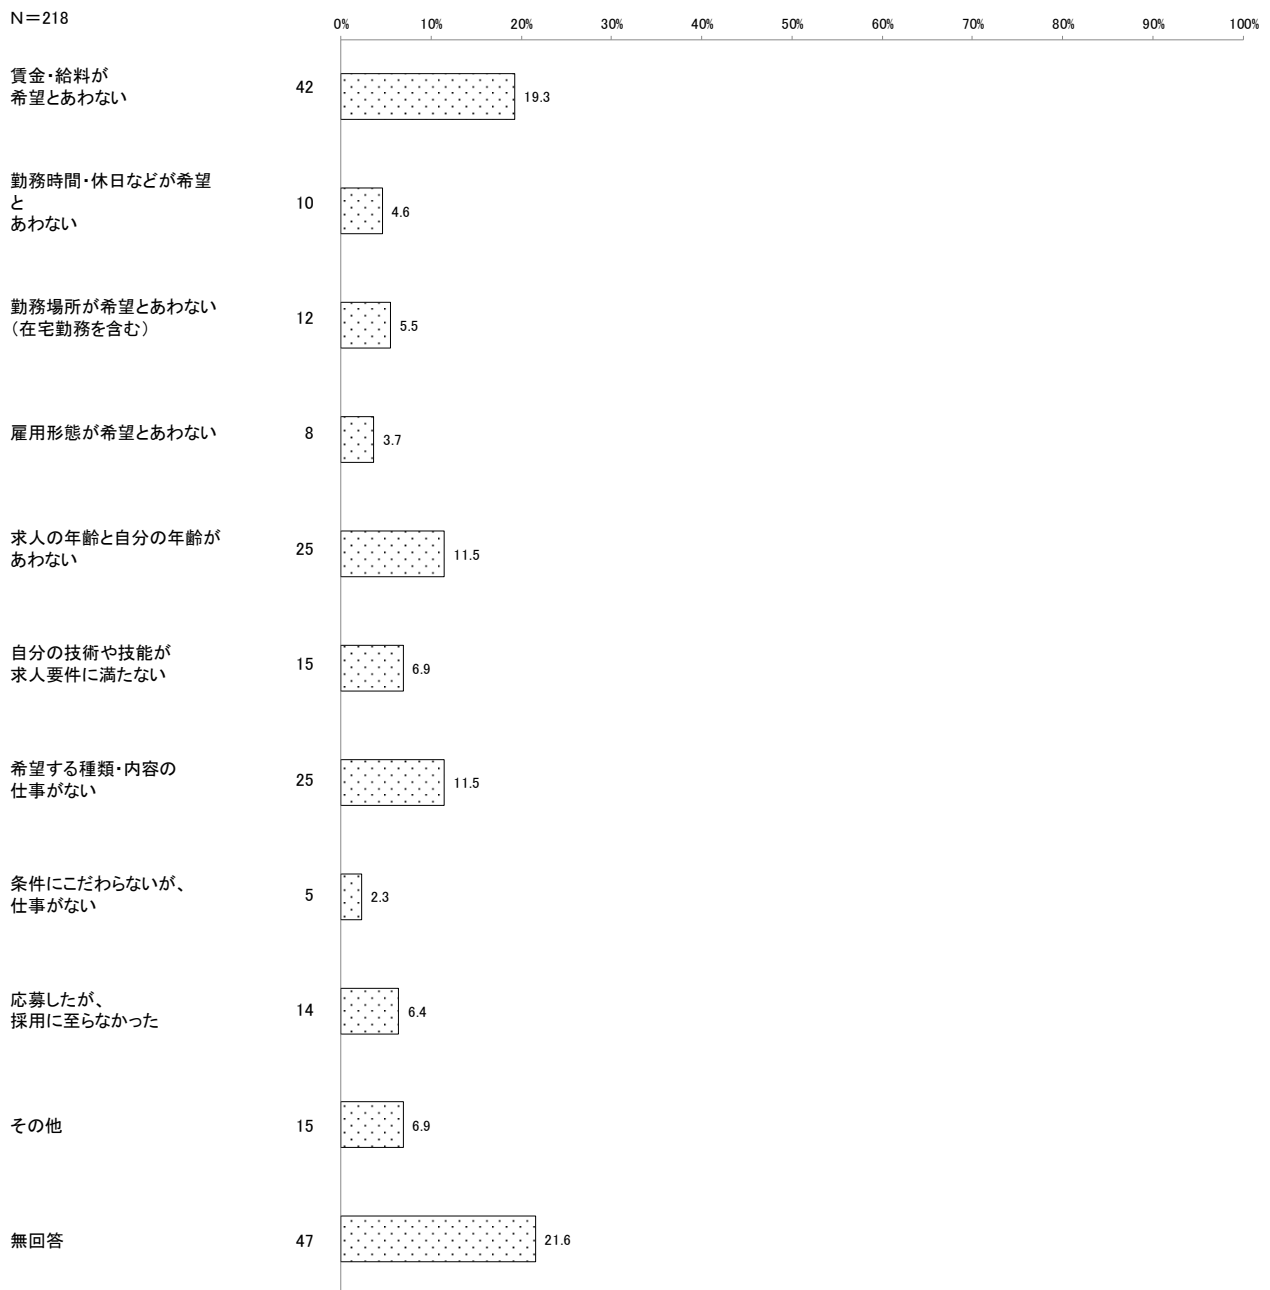 N＝218
0% 10% 20% 30% 40% 50% 60% 70% 80% 90% 100%
賃金・給料が
希望とあわない
42
19.3
勤務時間・休日などが希望
と
あわない
10
4.6
勤務場所が希望とあわない
（在宅勤務を含む）
12
5.5
雇用形態が希望とあわない
8
3.7
求人の年齢と自分の年齢が
あわない
25
11.5
自分の技術や技能が
求人要件に満たない
15
6.9
希望する種類・内容の
仕事がない
25
11.5
条件にこだわらないが、
仕事がない
5
2.3
応募したが、
採用に至らなかった
14
6.4
その他
15
6.9
無回答
47
21.6